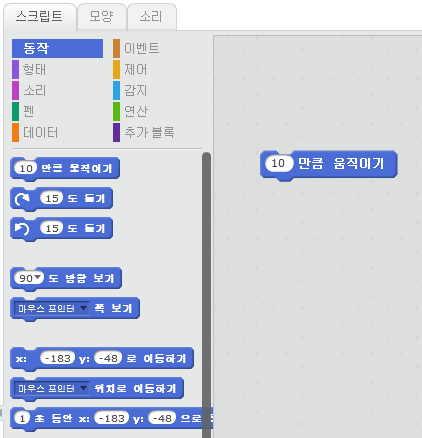 스크립트 모양 소리
동작 이벤트
형태 제어
소리 감지
펜 연산
데이터 추가 블록
10 만큼 움직이기
15 도 돌기
15 도 돌기
90 도 방향 보기
마우스 포인터 쪽 보기
x: -183 y: -48 로 이동하기
마우스 포인터 위치로 이동하기
1 초 동안 x: -183 y: -48 으로
10 만큼 움직이기